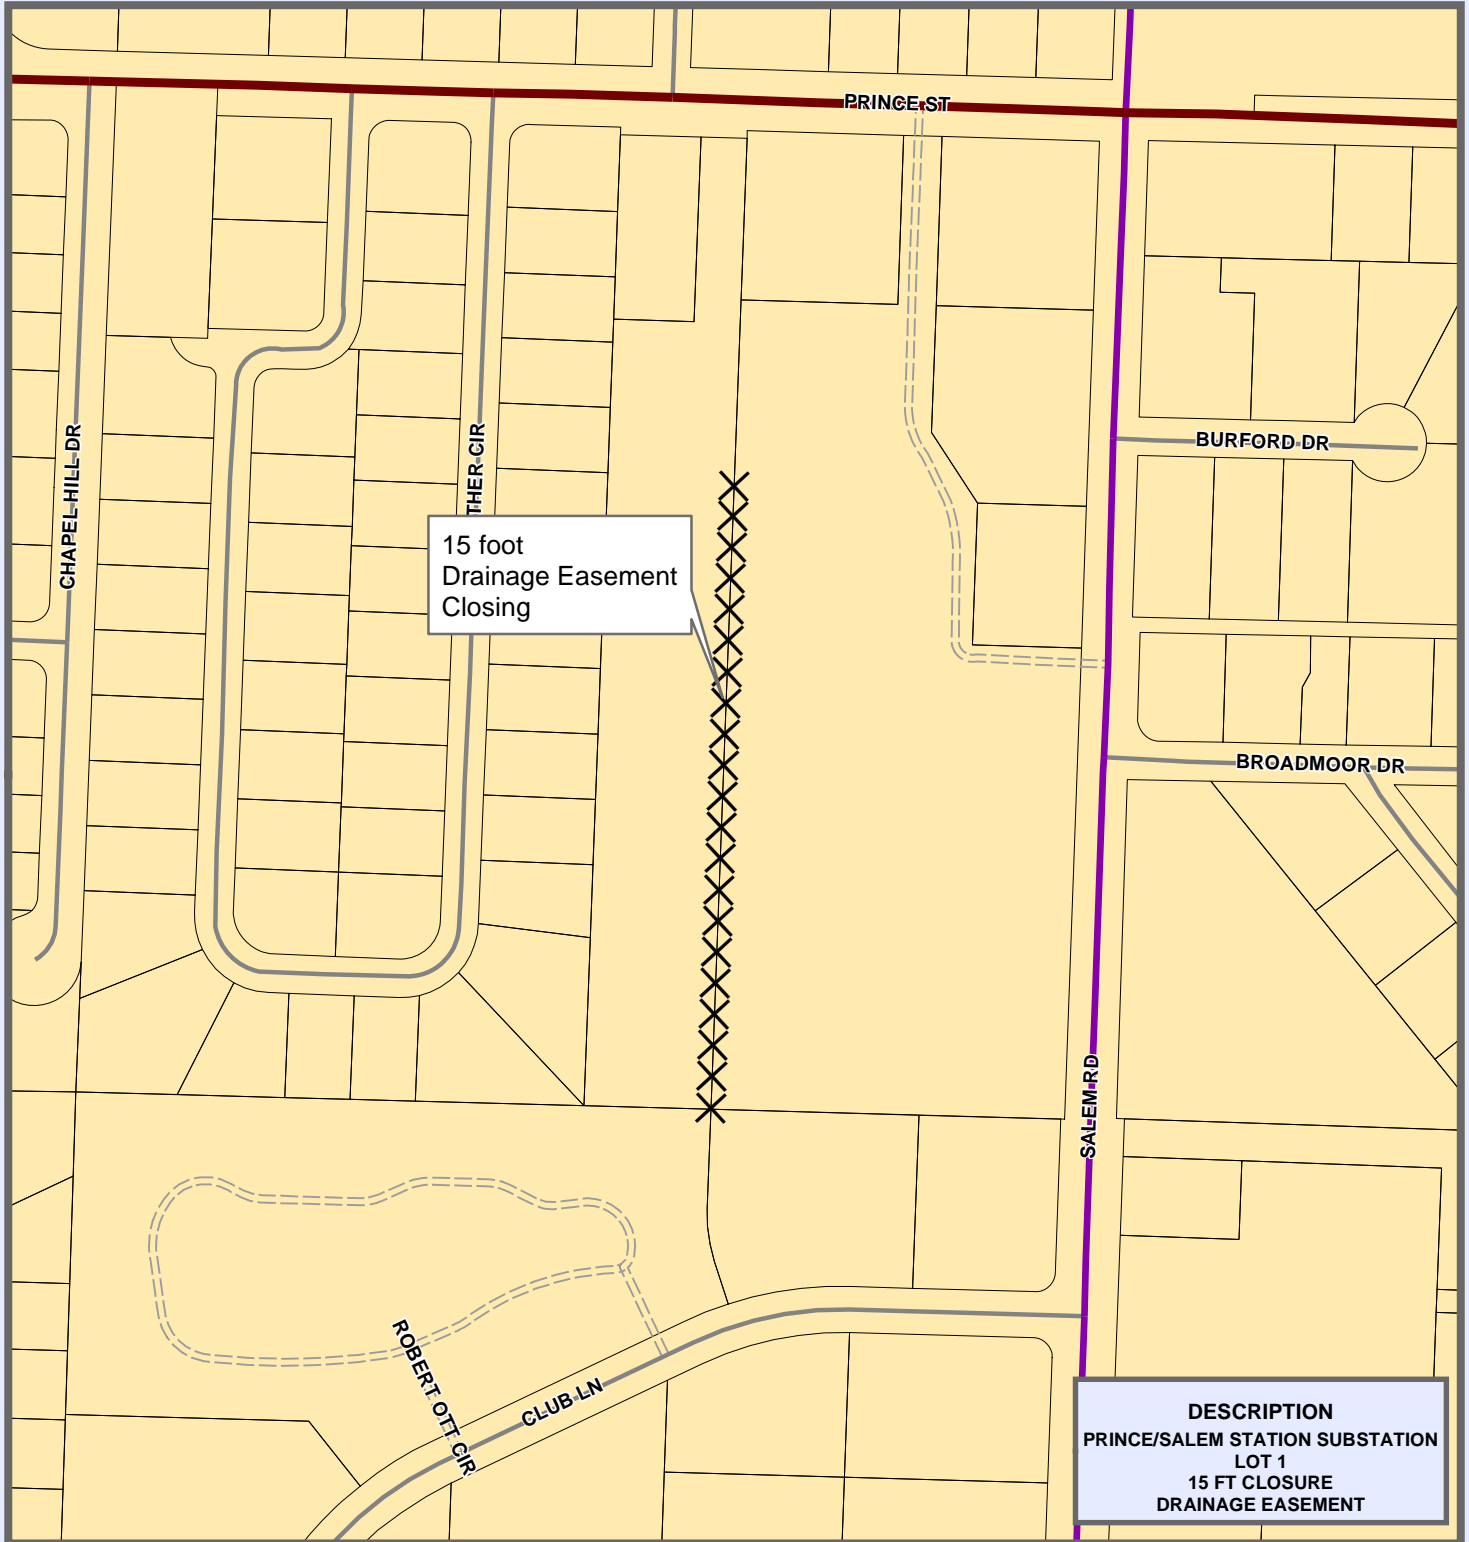 PRINCE ST
CHAPEL HILL DR
THER CIR
BURFORD DR
15 foot
Drainage Easement
Closing
BROADMOOR DR
SALEM RD
ROBERT OTT CIR
CLUB LN
DESCRIPTION
PRINCE/SALEM STATION SUBSTATION
LOT 1
15 FT CLOSURE
DRAINAGE EASEMENT